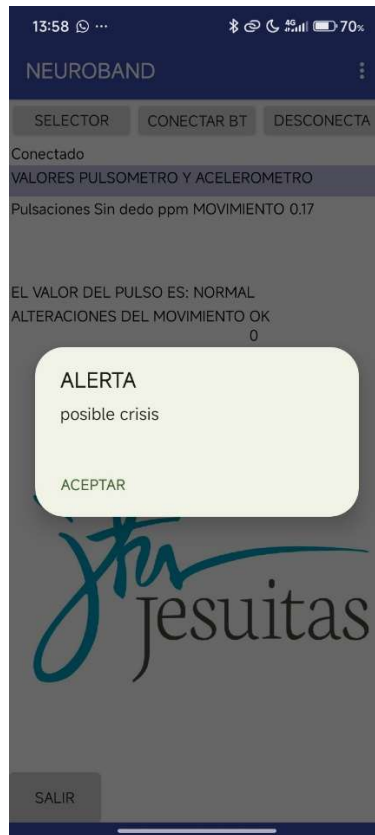 13:58 4G 70%
NEUROBAND
SELECTOR CONECTAR BT DESCONECTA
Conectado
VALORES PULSOMETRO Y ACELEROMETRO
Pulsaciones Sin dedo ppm MOVIMIENTO 0.17
EL VALOR DEL PULSO ES: NORMAL
ALTERACIONES DEL MOVIMIENTO OK
0
ALERTA
posible crisis
ACEPTAR
Jesuitas
SALIR